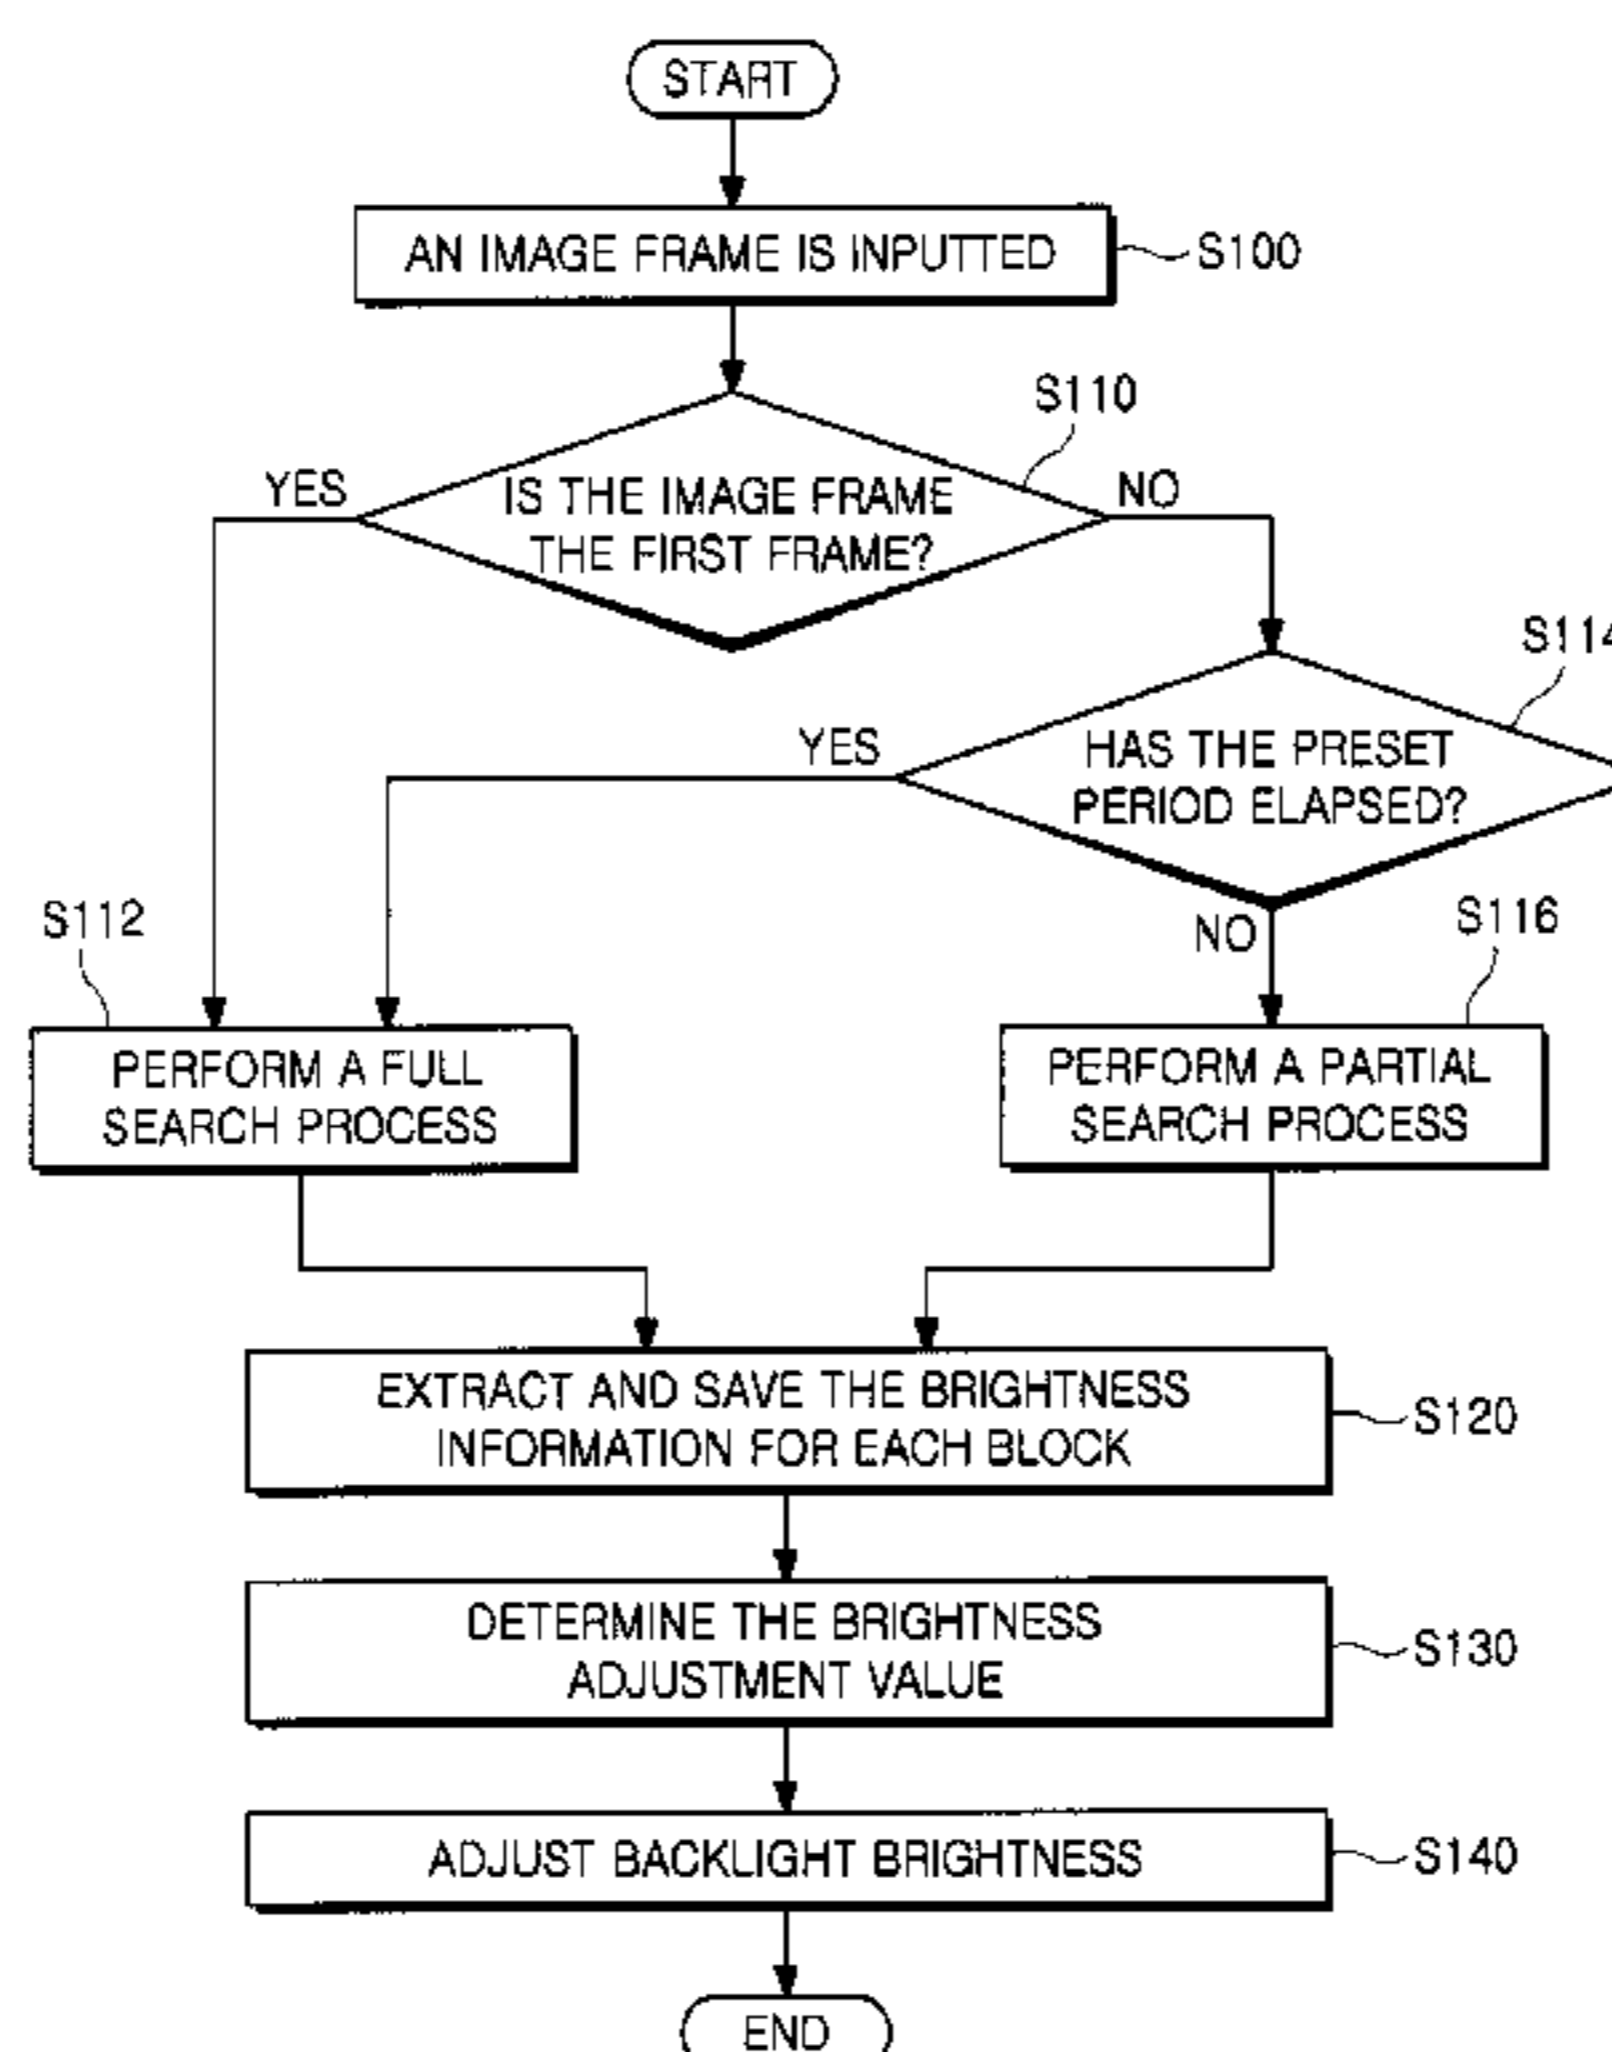 START
AN IMAGE FRAME IS INPUTTED
S100
S110
YES
IS THE IMAGE FRAME
THE FIRST FRAME?
NO
S114
YES
HAS THE PRESET
PERIOD ELAPSED?
NO
S112
S116
PERFORM A FULL
SEARCH PROCESS
PERFORM A PARTIAL
SEARCH PROCESS
EXTRACT AND SAVE THE BRIGHTNESS
INFORMATION FOR EACH BLOCK
S120
DETERMINE THE BRIGHTNESS
ADJUSTMENT VALUE
S130
ADJUST BACKLIGHT BRIGHTNESS
S140
END